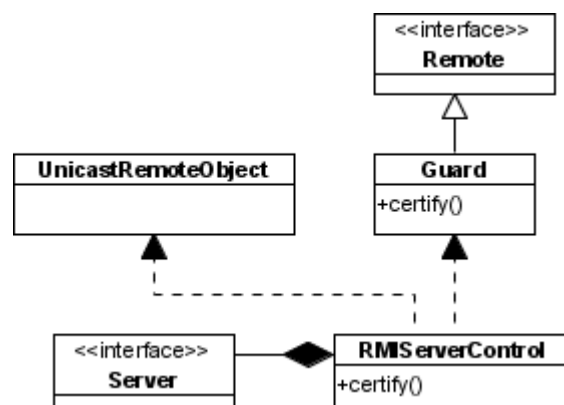 <<interface>>
Remote
UnicastRemoteObject
Guard
+certify()
<<interface>>
Server
RMIServerControl
+certify()